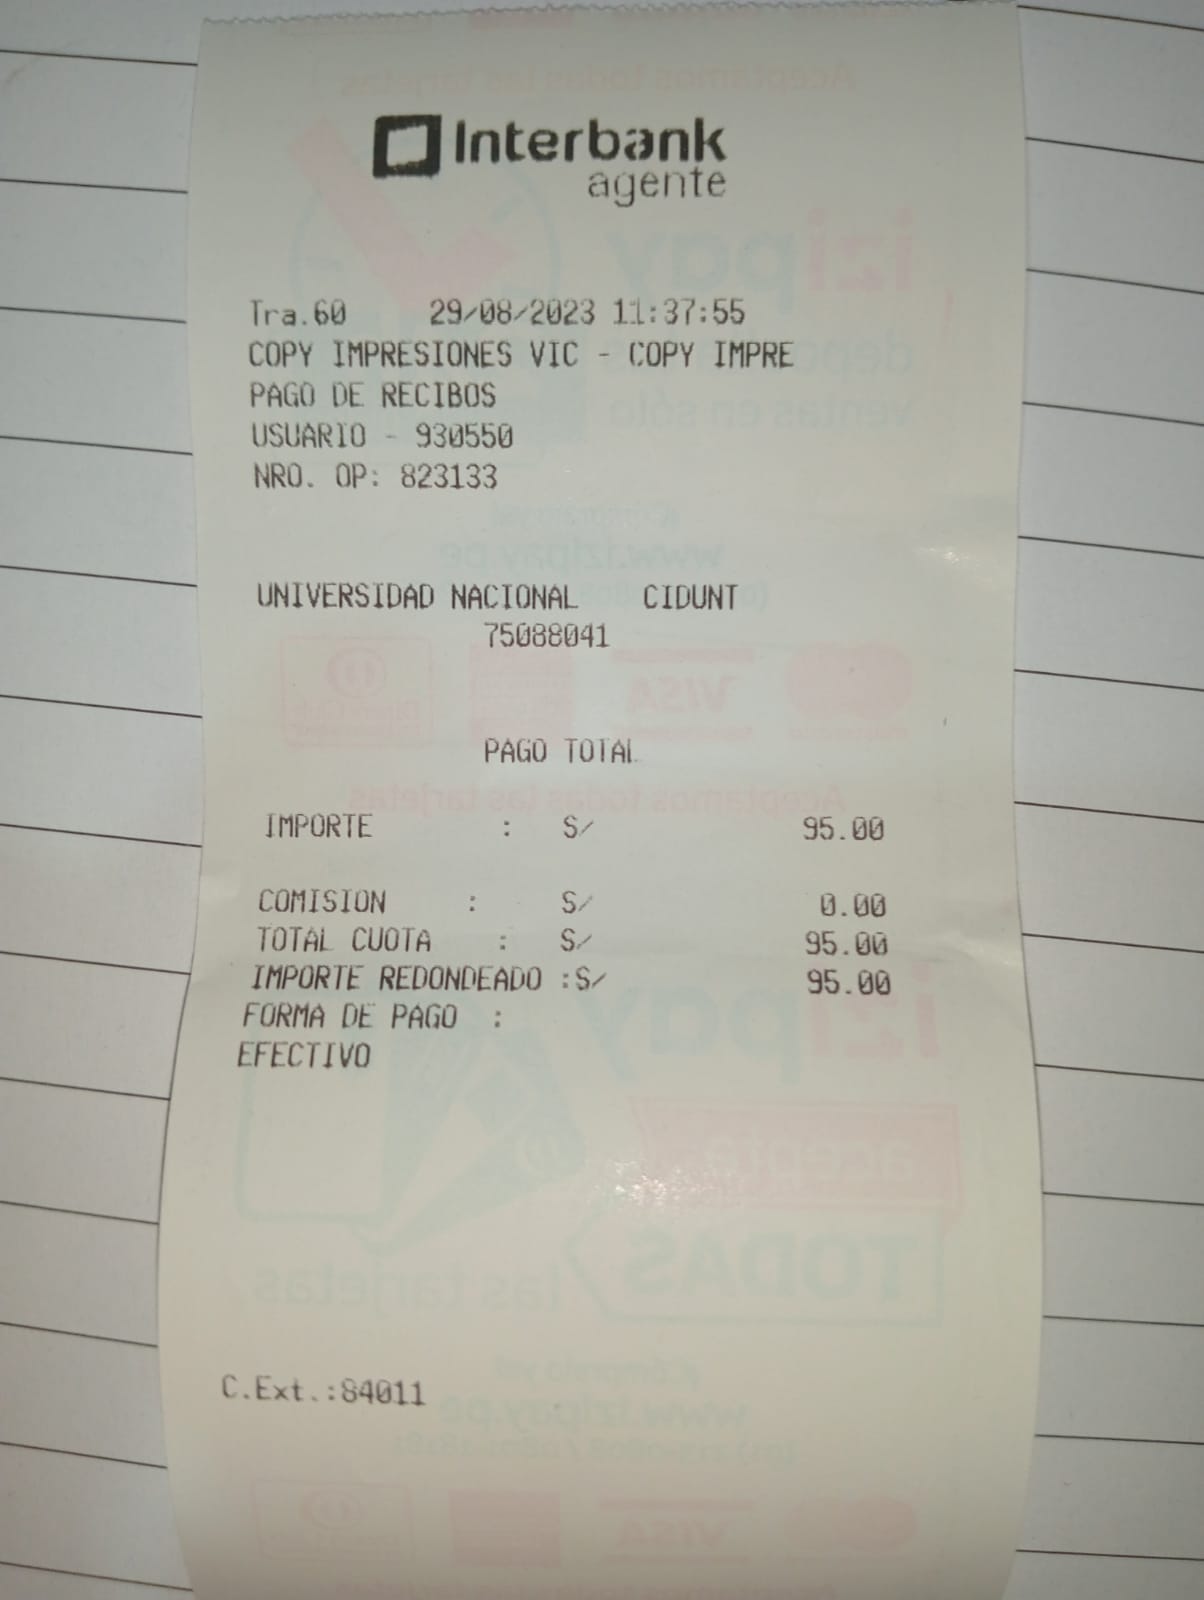 Interbank
agente
Tra.60 29/08/2023 11:37:55
COPY IMPRESIONES VIC - COPY IMPRE
PAGO DE RECIBOS
USUARIO - 930550
NRO. OP: 823133
UNIVERSIDAD NACIONAL CIDUNT
75088041
PAGO TOTAL
IMPORTE : S/ 95.00
COMISION : S/ 0.00
TOTAL CUOTA : S/ 95.00
IMPORTE REDONDEADO :S/ 95.00
FORMA DE PAGO :
EFECTIVO
C.Ext.:84011